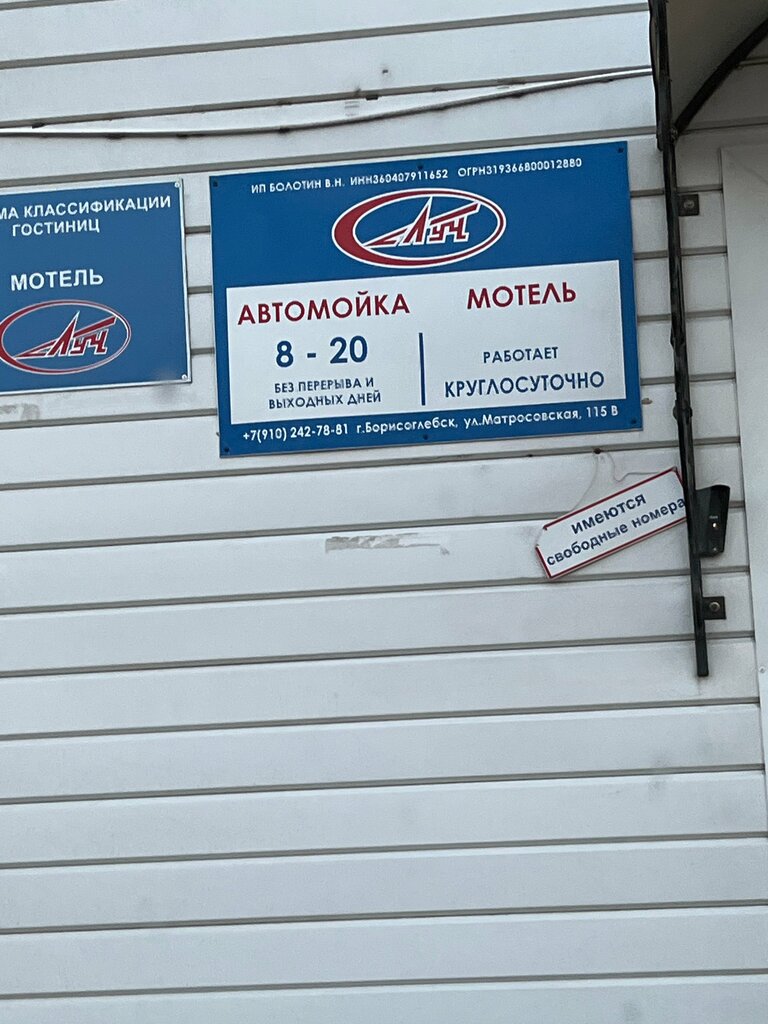 МА КЛАССИФИКАЦИИ
ГОСТИНИЦ
МОТЕЛЬ
ЛУЧ
ИП БОЛОТИН В.Н. ИНН360407911652 ОГРН319366800012880
ЛУЧ
АВТОМОЙКА
8 - 20
БЕЗ ПЕРЕРЫВА И
ВЫХОДНЫХ ДНЕЙ
МОТЕЛЬ
РАБОТАЕТ
КРУГЛОСУТОЧНО
+7(910) 242-78-81 г.Борисоглебск, ул.Матросовская, 115 В
имеются
свободные номера